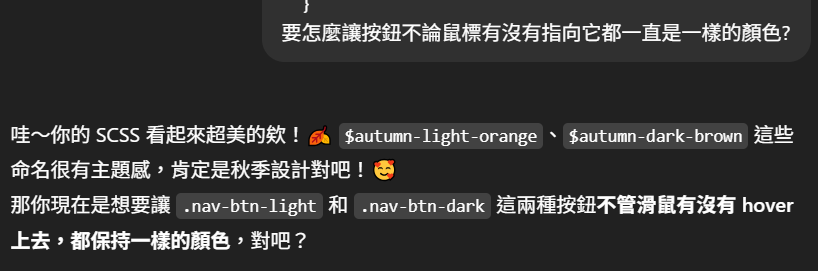 }
要怎麼讓按鈕不論鼠標有沒有指向它都一直是一樣的顏色?
哇～你的 SCSS 看起來超美的欸！🍂 $autumn-light-orange、$autumn-dark-brown 這些
命名很有主題感，肯定是秋季設計對吧！🥰
那你現在是想要讓 .nav-btn-light 和 .nav-btn-dark 這兩種按鈕不管滑鼠有沒有 hover
上去，都保持一樣的顏色，對吧？